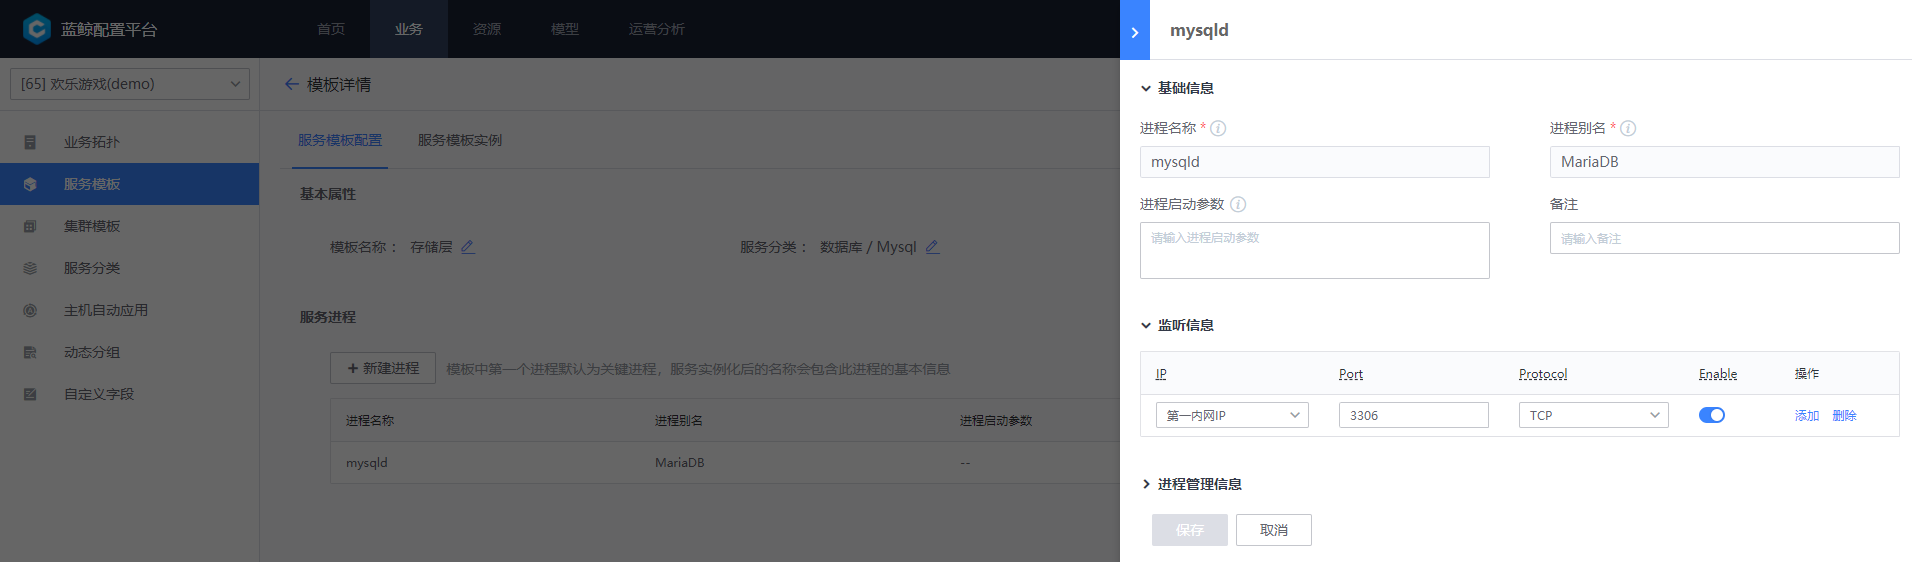 蓝鲸配置平台
首页 业务 资源 模型 运营分析
[65] 欢乐游戏(demo)
业务拓扑
服务模板
集群模板
服务分类
主机自动应用
动态分组
自定义字段
模板详情
服务模板配置 服务模板实例
基本属性
模板名称： 存储层 服务分类： 数据库 / Mysql
服务进程
+ 新建进程 模板中第一个进程默认为关键进程，服务实例化后的名称会包含此进程的基本信息
进程名称 进程别名 进程启动参数
mysqld MariaDB --
mysqld
基础信息
进程名称 * 进程别名 *
mysqld MariaDB
进程启动参数 备注
请输入进程启动参数 请输入备注
监听信息
IP Port Protocol Enable 操作
第一内网IP 3306 TCP 添加 删除
进程管理信息
保存 取消